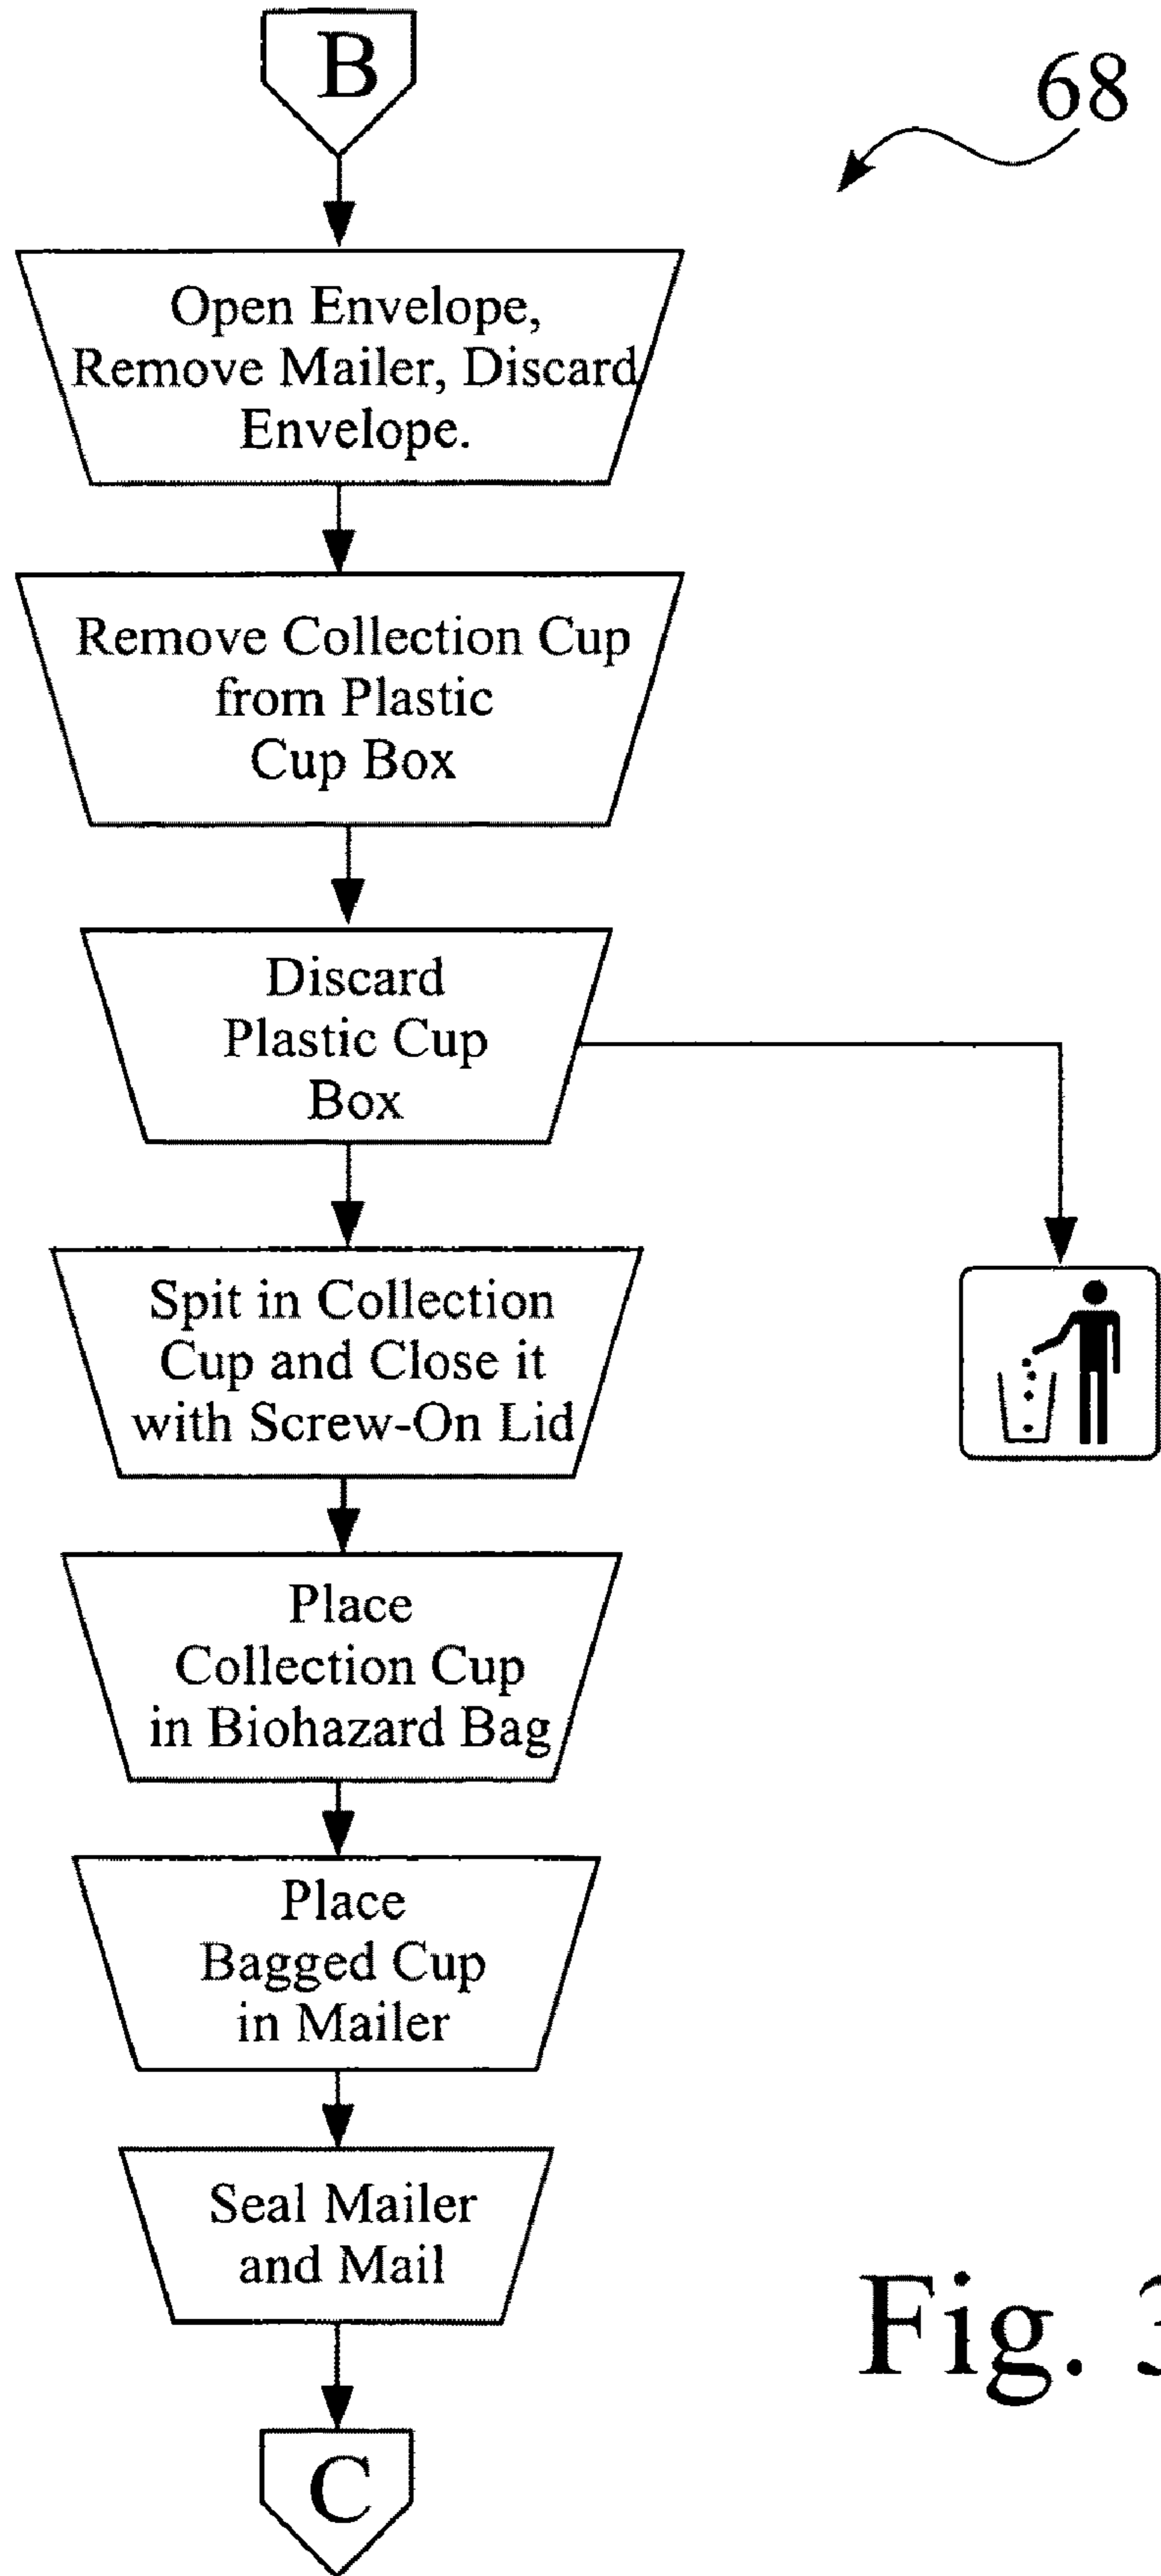 B
68
Open Envelope,
Remove Mailer, Discard
Envelope.
Remove Collection Cup
from Plastic
Cup Box
Discard
Plastic Cup
Box
Spit in Collection
Cup and Close it
with Screw-On Lid
Place
Collection Cup
in Biohazard Bag
Place
Bagged Cup
in Mailer
Seal Mailer
and Mail
Fig. 3
C